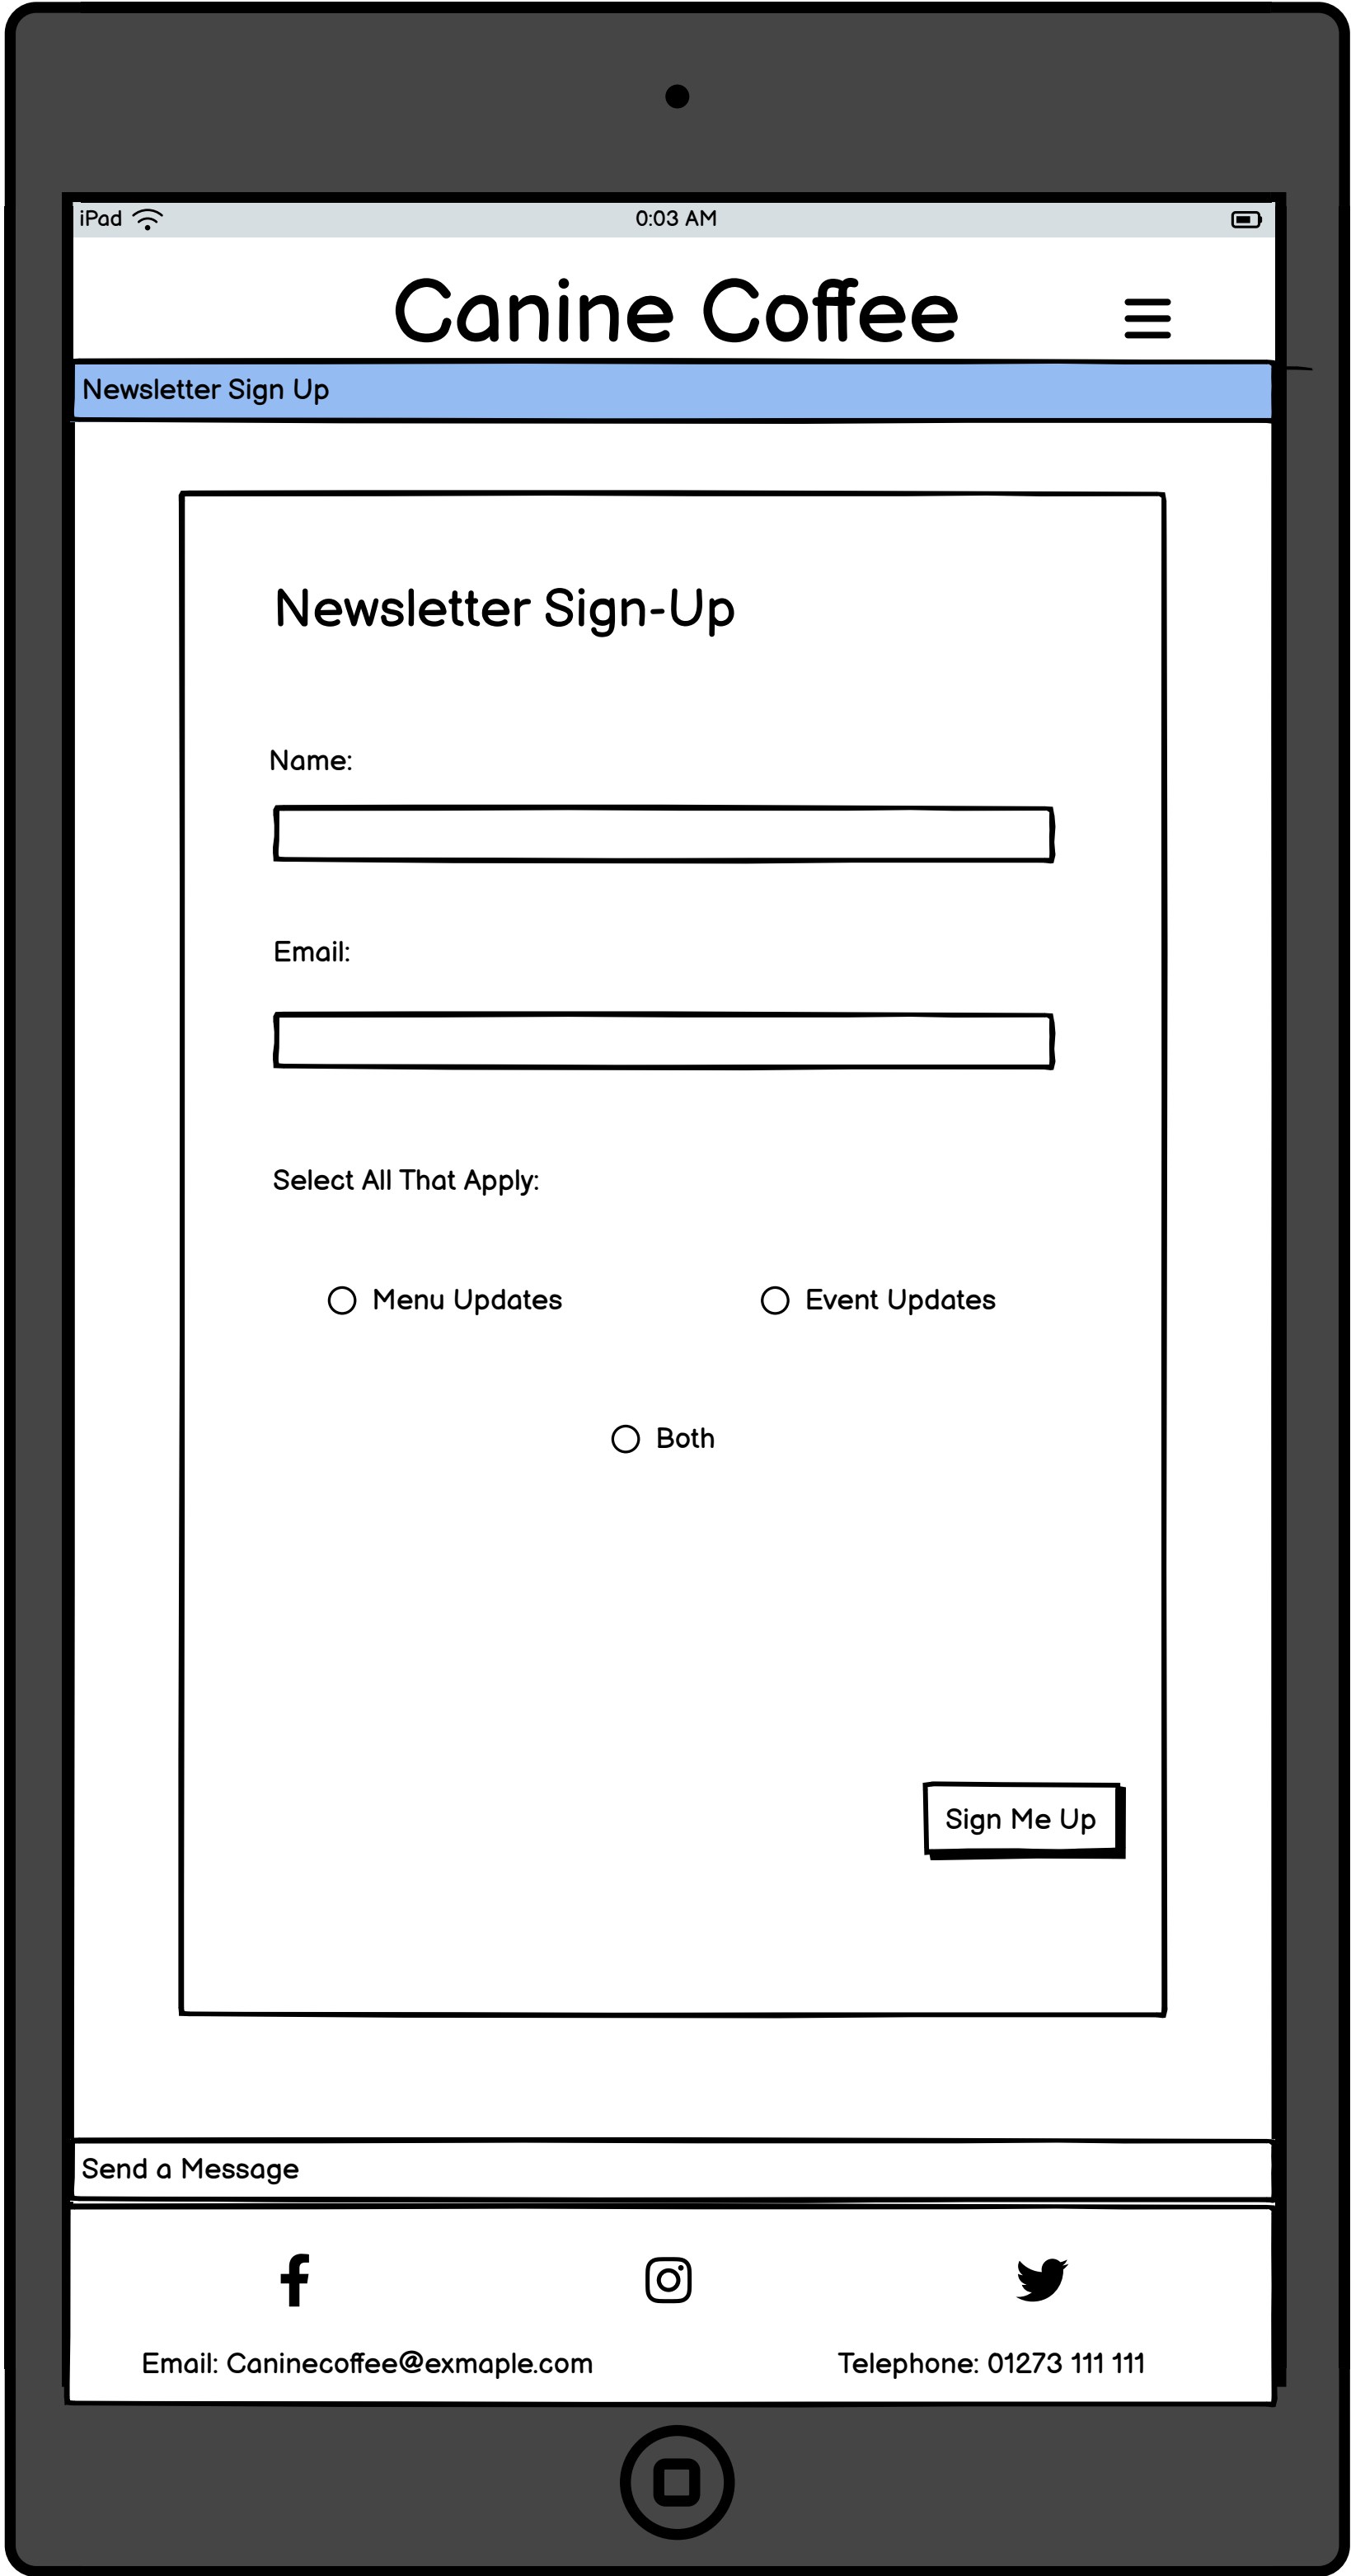 iPad 0:03 AM
Canine Coffee
Newsletter Sign Up
Newsletter Sign-Up
Name:
Email:
Select All That Apply:
Menu Updates Event Updates
Both
Sign Me Up
Send a Message
Email: Caninecoffee@exmaple.com Telephone: 01273 111 111